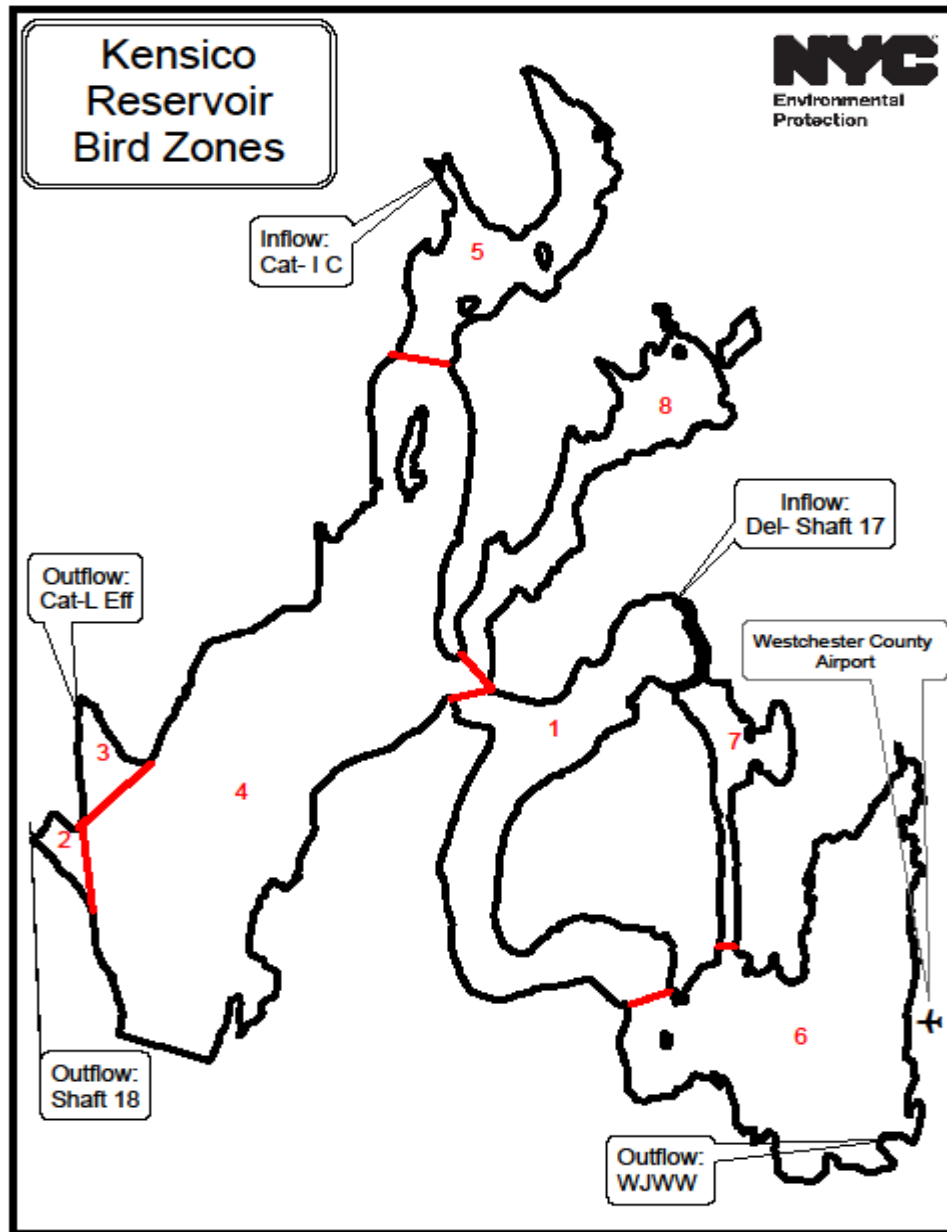 Kensico
Reservoir
Bird Zones
NYC
Environmental
Protection
Inflow:
Cat- I C
5
8
Inflow:
Del- Shaft 17
Outflow:
Cat-L Eff
Westchester County
Airport
3
1
7
4
2
6
Outflow:
Shaft 18
Outflow:
WJWW